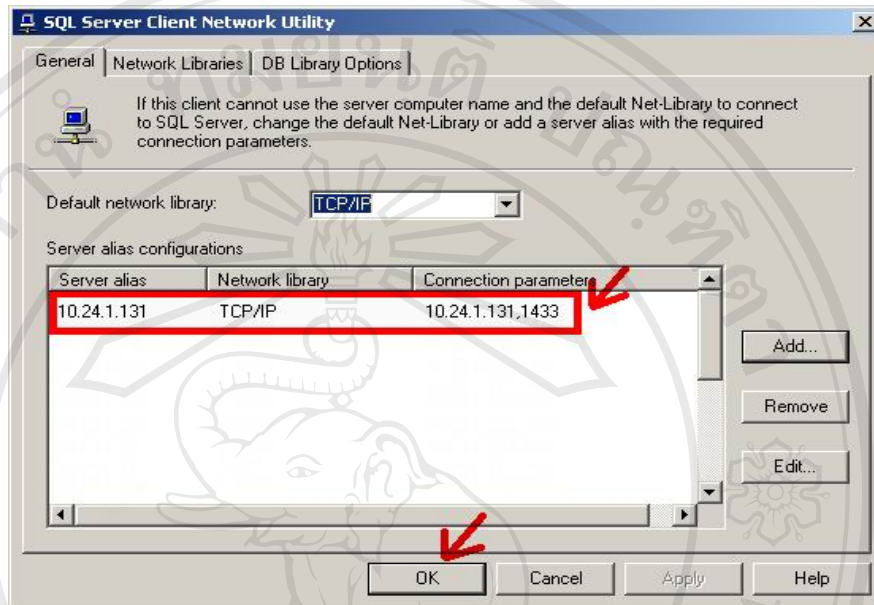 SQL Server Client Network Utility
General Network Libraries DB Library Options
If this client cannot use the server computer name and the default Net-Library to connect
to SQL Server, change the default Net-Library or add a server alias with the required
connection parameters.
Default network library: TCP/IP
Server alias configurations
Server alias Network library Connection parameters
10.24.1.131 TCP/IP 10.24.1.131,1433
Add...
Remove
Edit...
OK Cancel Apply Help